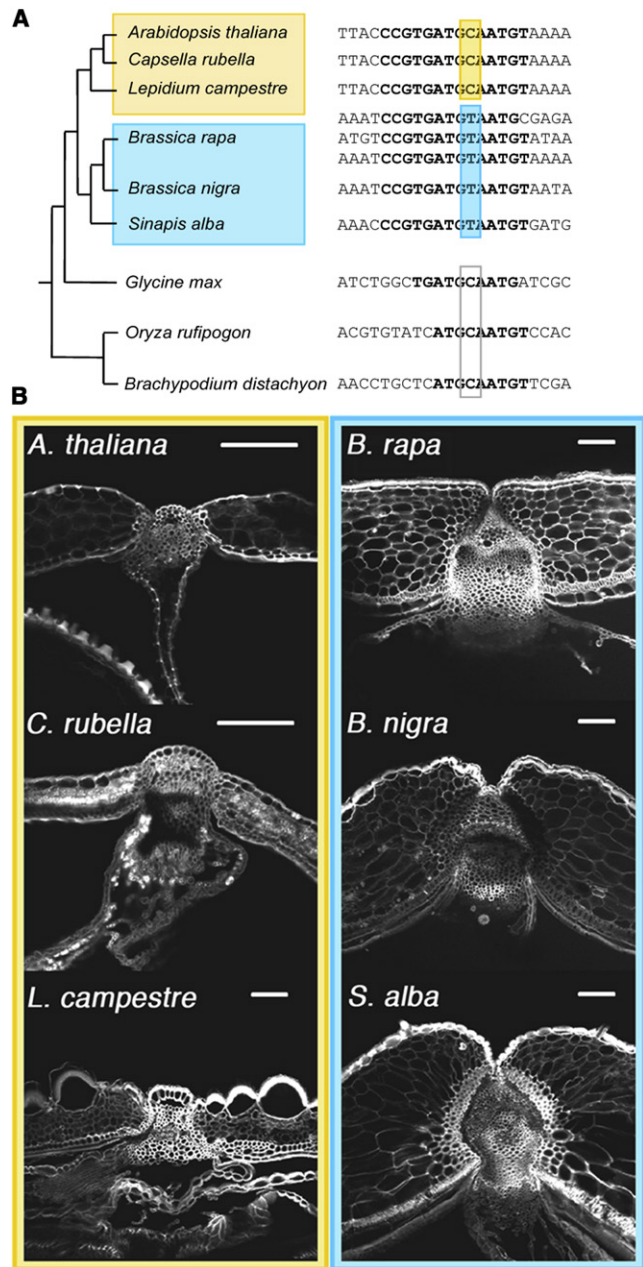 A
Arabidopsis thaliana TTACCCGTGATGCAATGTAAAA
Capsella rubella TTACCCGTGATGCAATGTAAAA
Lepidium campestre TTACCCGTGATGCAATGTAAAA
AAATCCGTGATGTAATGCGAGA
Brassica rapa ATGTCCGTGATGTAATGTATAA
AAATCCGTGATGTAATGTAAAA
Brassica nigra AAATCCGTGATGTAATGTAATA
Sinapis alba AAACCCGTGATGTAATGTGATG
Glycine max ATCTGGCTGATGCAATGATCGC
Oryza rufipogon ACGTGTATCATGCAATGTCCAC
Brachypodium distachyon AACCTGCTCATGCAATGTTCGA
B
A. thaliana B. rapa
C. rubella B. nigra
L. campestre S. alba